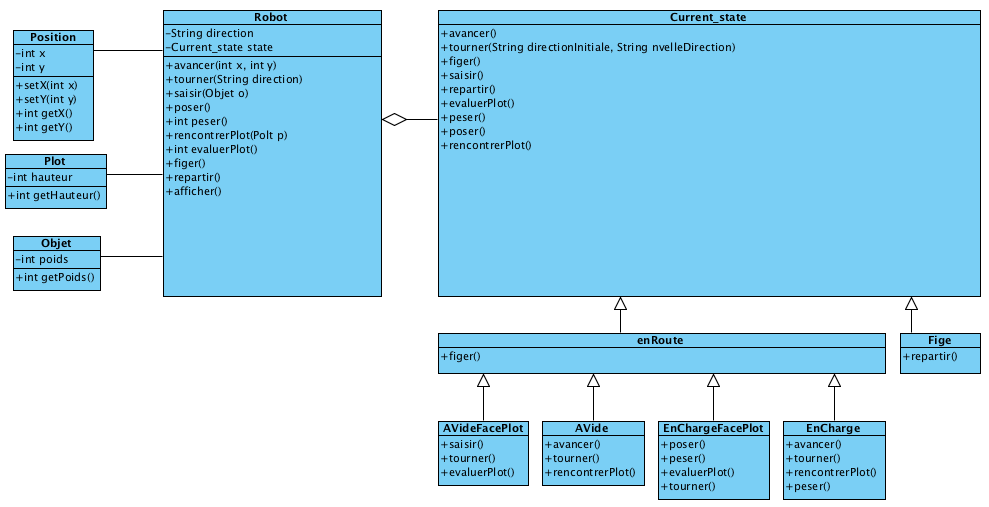 Position
-int x
-int y
+setX(int x)
+setY(int y)
+int getX()
+int getY()
Plot
-int hauteur
+int getHauteur()
Objet
-int poids
+int getPoids()
Robot
-String direction
-Current_state state
+avancer(int x, int y)
+tourner(String direction)
+saisir(Objet o)
+poser()
+int peser()
+rencontrerPlot(Polt p)
+int evaluerPlot()
+figer()
+repartir()
+afficher()
Current_state
+avancer()
+tourner(String directionInitiale, String nvelleDirection)
+figer()
+saisir()
+repartir()
+evaluerPlot()
+peser()
+poser()
+rencontrerPlot()
enRoute
+figer()
Fige
+repartir()
AVideFacePlot
+saisir()
+tourner()
+evaluerPlot()
AVide
+avancer()
+tourner()
+rencontrerPlot()
EnChargeFacePlot
+poser()
+peser()
+evaluerPlot()
+tourner()
EnCharge
+avancer()
+tourner()
+rencontrerPlot()
+peser()